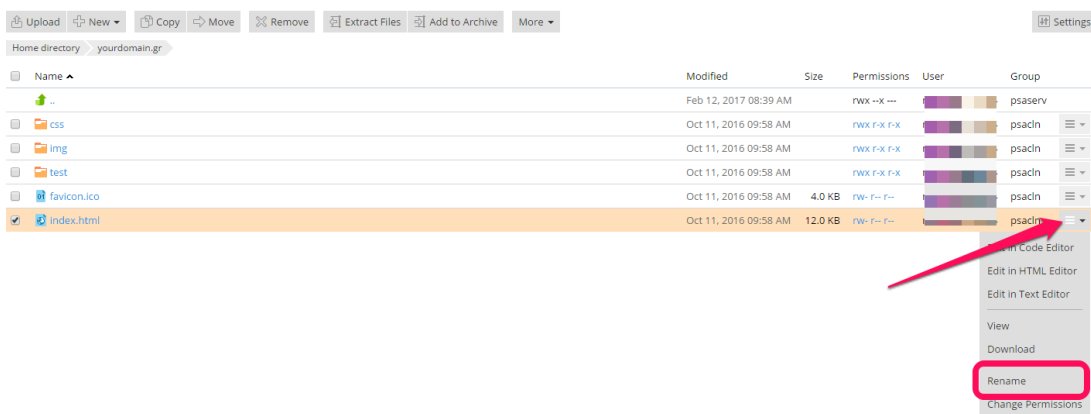 Upload New Copy Move Remove Extract Files Add to Archive More Settings
Home directory yourdomain.gr
Name Modified Size Permissions User Group
.. Feb 12, 2017 08:39 AM rwx --x --- psaserv
css Oct 11, 2016 09:58 AM rwx r-x r-x psacln
img Oct 11, 2016 09:58 AM rwx r-x r-x psacln
test Oct 11, 2016 09:58 AM rwx r-x r-x psacln
favicon.ico Oct 11, 2016 09:58 AM 4.0 KB rw- r-- r-- psacln
index.html Oct 11, 2016 09:58 AM 12.0 KB rw- r-- r-- psacln
Edit in Code Editor
Edit in HTML Editor
Edit in Text Editor
View
Download
Rename
Change Permissions